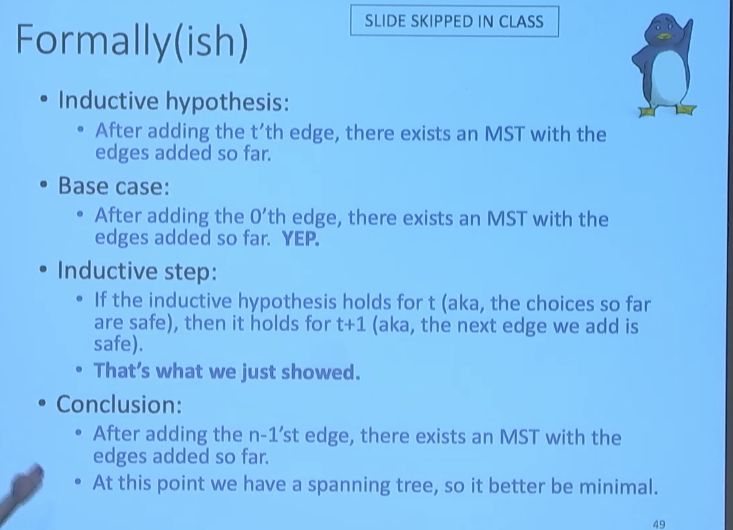 SLIDE SKIPPED IN CLASS
Formally(ish)
• Inductive hypothesis:
• After adding the t'th edge, there exists an MST with the
edges added so far.
• Base case:
• After adding the 0'th edge, there exists an MST with the
edges added so far. YEP.
• Inductive step:
• If the inductive hypothesis holds for t (aka, the choices so far
are safe), then it holds for t+1 (aka, the next edge we add is
safe).
• That's what we just showed.
• Conclusion:
• After adding the n-1'st edge, there exists an MST with the
edges added so far.
• At this point we have a spanning tree, so it better be minimal.
49